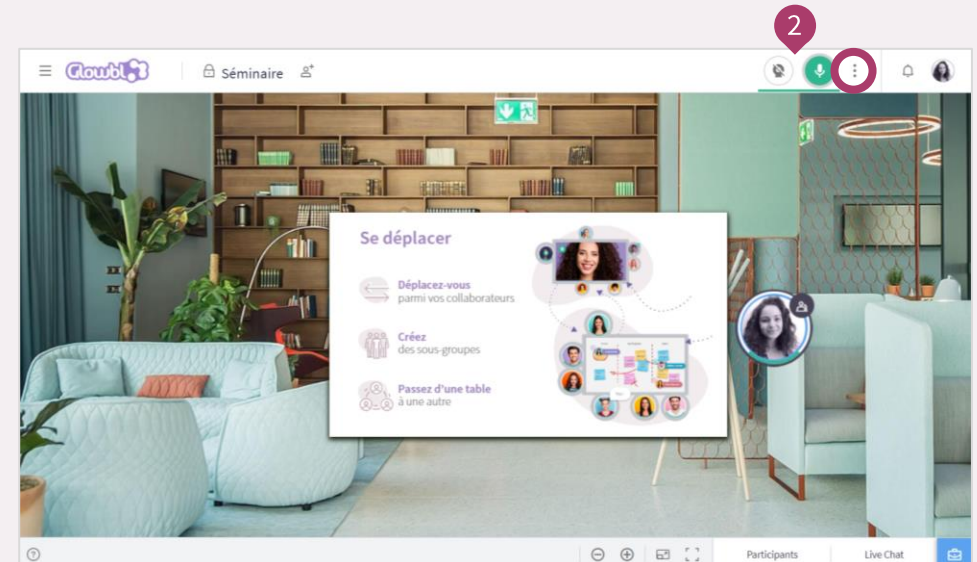 2
Glowbl
Séminaire
Se déplacer
Déplacez-vous
parmi vos collaborateurs
Créez
des sous-groupes
Passez d'une table
à une autre
Participants
Live Chat